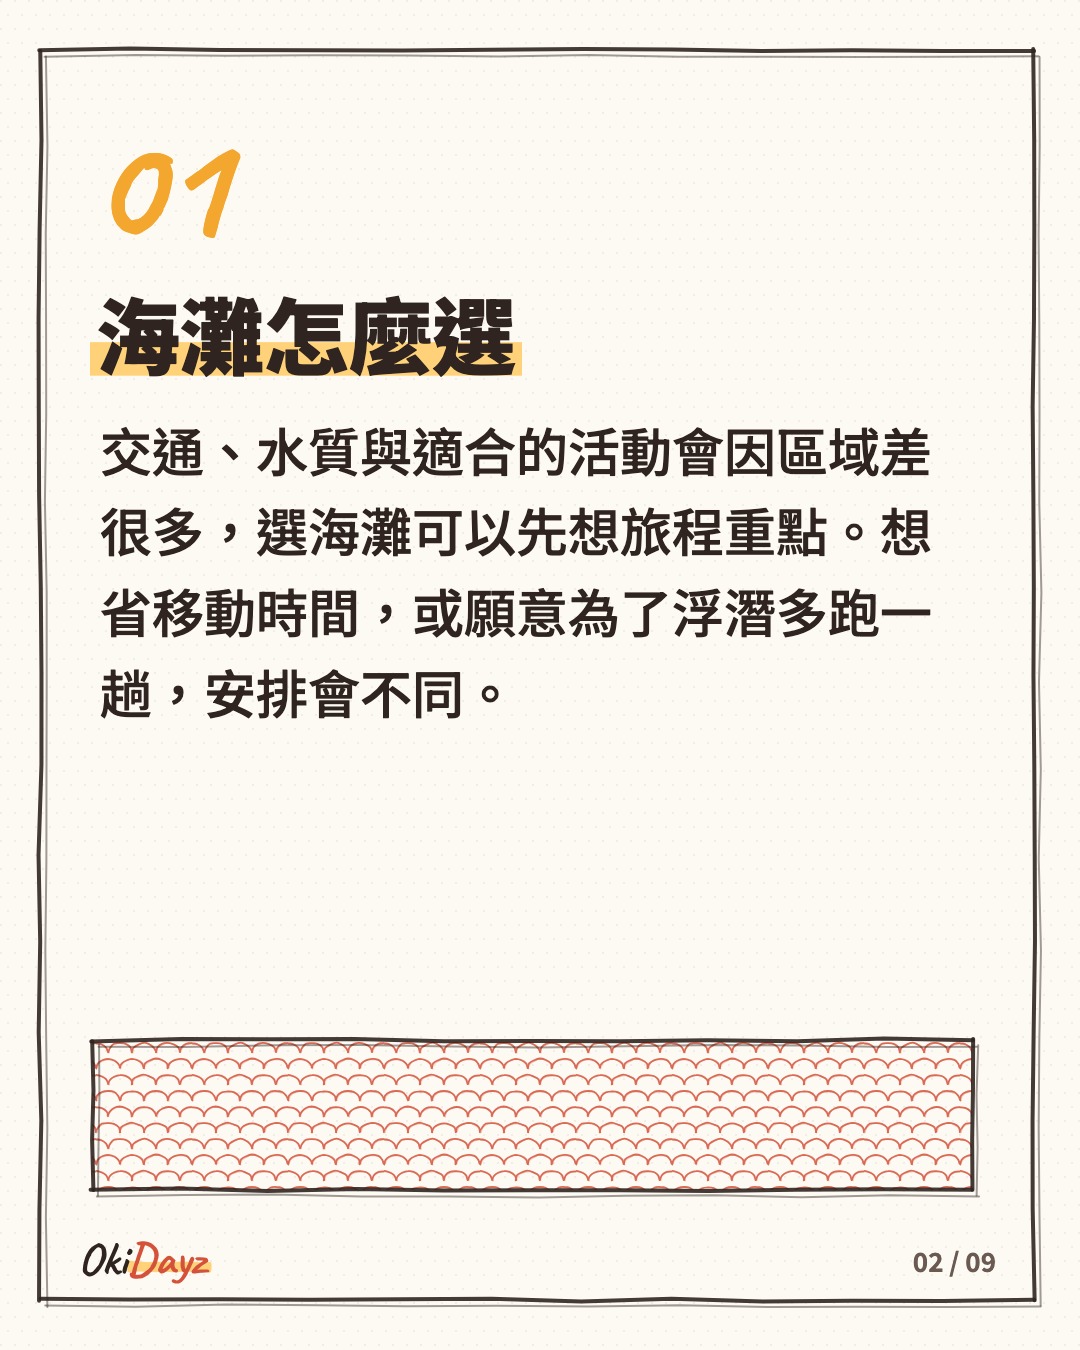 01
海灘怎麼選
交通、水質與適合的活動會因區域差
很多，選海灘可以先想旅程重點。想
省移動時間，或願意為了浮潛多跑一
趟，安排會不同。
OkiDayz
02 / 09